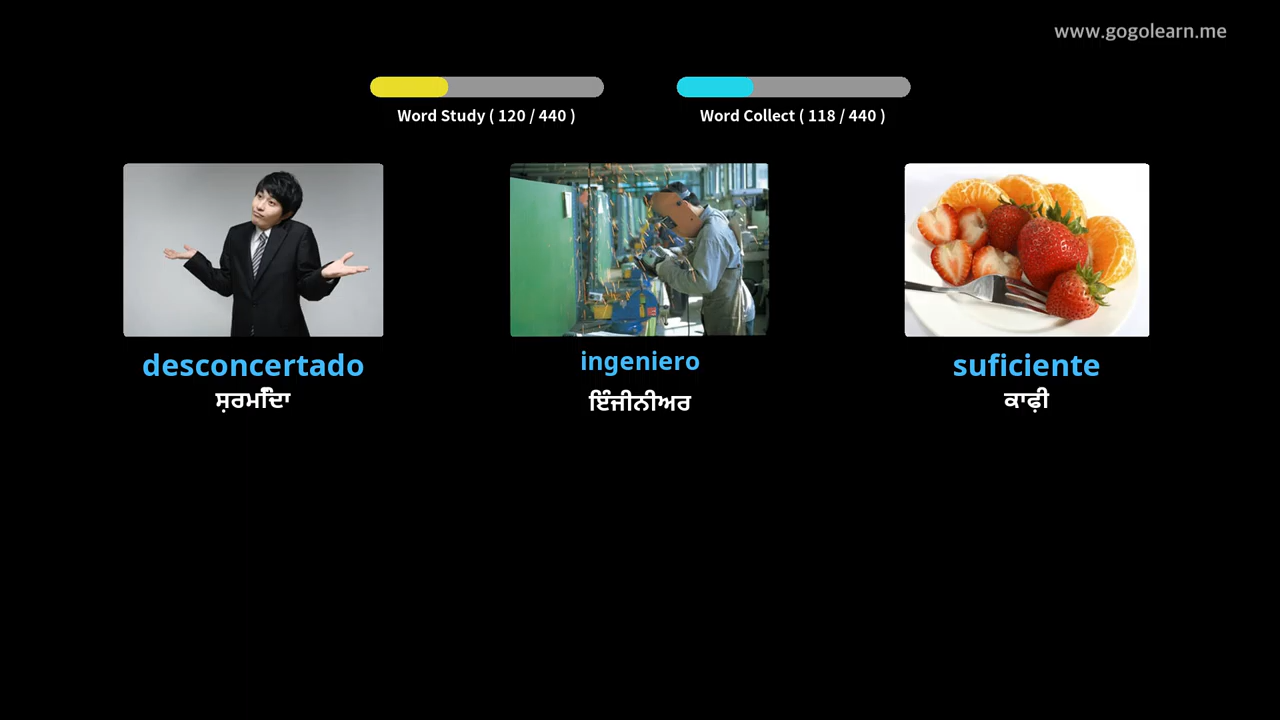 www.gogolearn.me
Word Study ( 120 / 440 )
Word Collect ( 118 / 440 )
desconcertado
ਸ਼ਰਮਿੰਦਾ
ingeniero
ਇੰਜੀਨੀਅਰ
suficiente
ਕਾਫ਼ੀ